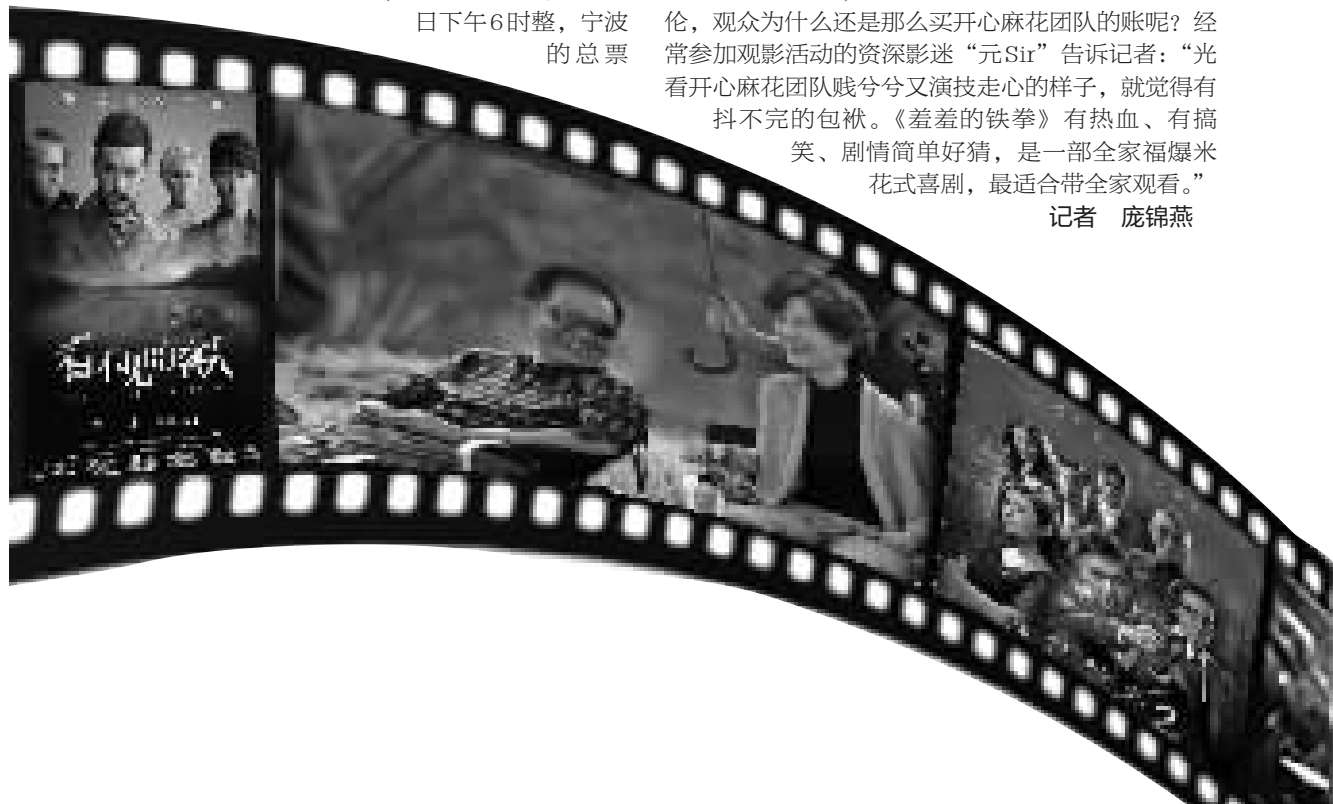 日下午6时整，宁波
的总票
伦，观众为什么还是那么买开心麻花团队的账呢？经
常参加观影活动的资深影迷“元Sir”告诉记者：“光
看开心麻花团队贱兮兮又演技走心的样子，就觉得有
抖不完的包袱。《羞羞的铁拳》有热血、有搞
笑、剧情简单好猜，是一部全家福爆米
花式喜剧，最适合带全家观看。”
记者 庞锦燕